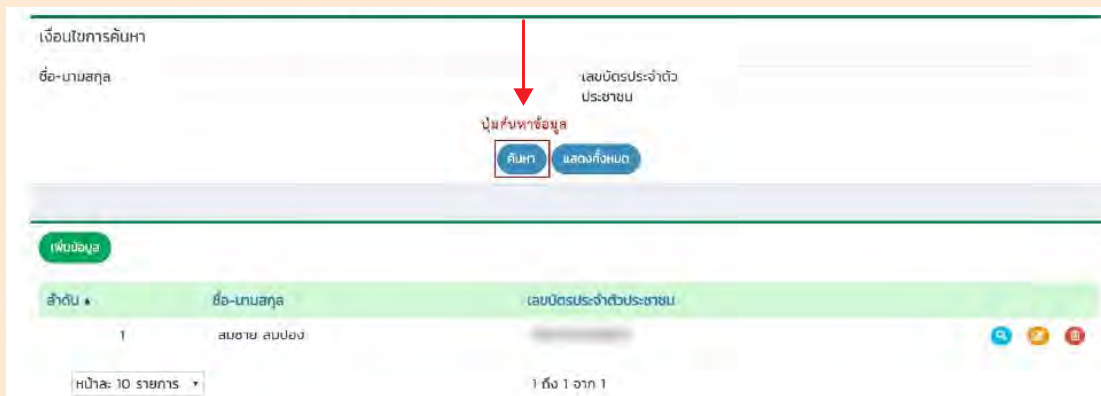 เงื่อนไขการค้นหา
ชื่อ-นามสกุล เลขบัตรประจำตัว
ประชาชน
ปุ่มค้นหาข้อมูล
ค้นหา แสดงทั้งหมด
เพิ่มข้อมูล
ลำดับ ชื่อ-นามสกุล เลขบัตรประจำตัวประชาชน
1 สมชาย สมปอง
หน้าละ 10 รายการ 1 ถึง 1 จาก 1